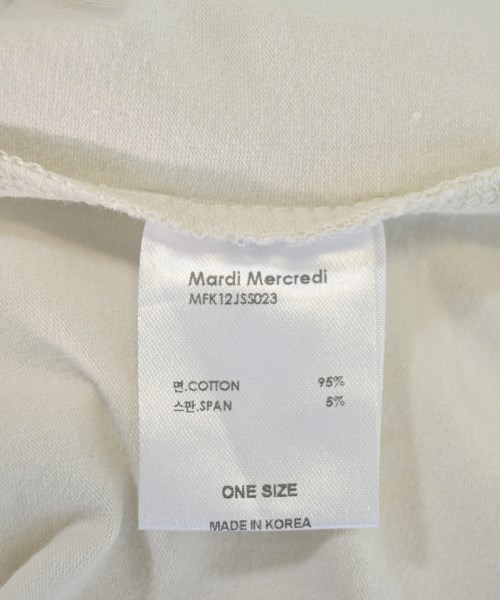 Mardi Mercredi
MFK12JSS023
면.COTTON 95%
스판.SPAN 5%
ONE SIZE
MADE IN KOREA